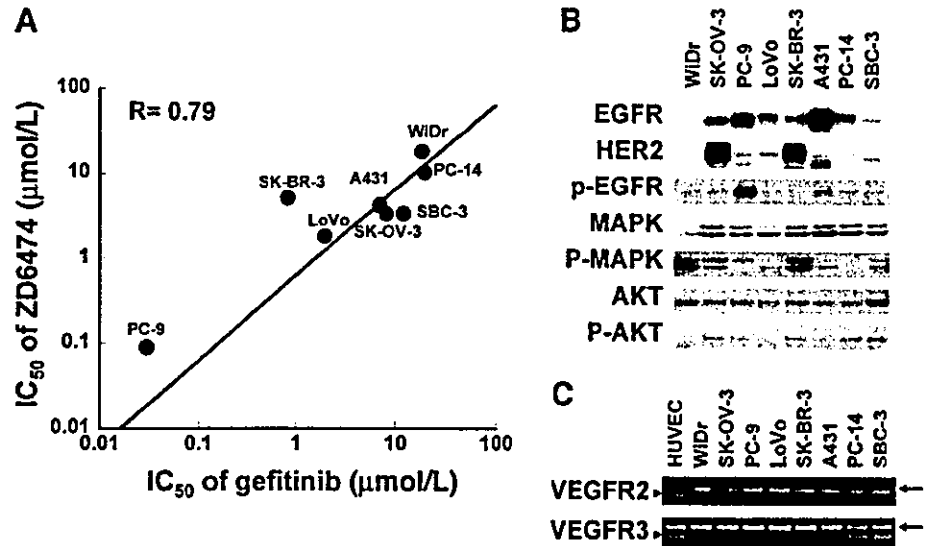 A
R= 0.79
IC50 of ZD6474 (μmol/L)
100
10
1
0.1
0.01
WiDr
PC-14
A431
SK-BR-3
SBC-3
SK-OV-3
LoVo
PC-9
0.01
0.1
1
10
100
IC50 of gefitinib (μmol/L)
B
WiDr
SK-OV-3
PC-9
LoVo
SK-BR-3
A431
PC-14
SBC-3
EGFR
HER2
p-EGFR
MAPK
P-MAPK
AKT
P-AKT
C
HUVEC
WiDr
SK-OV-3
PC-9
LoVo
SK-BR-3
A431
PC-14
SBC-3
VEGFR2
VEGFR3